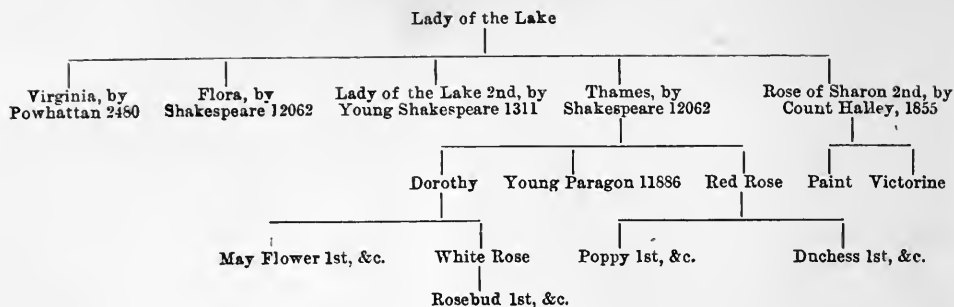 Lady of the Lake
Virginia, by Flora, by Lady of the Lake 2nd, by Thames, by Rose of Sharon 2nd, by
Powhattan 2480 Shakespeare 12062 Young Shakespeare 1311 Shakespeare 12062 Count Halley, 1855
Dorothy Young Paragon 11886 Red Rose Paint Victorine
May Flower 1st, &c. White Rose Poppy 1st, &c. Duchess 1st, &c.
Rosebud 1st, &c.